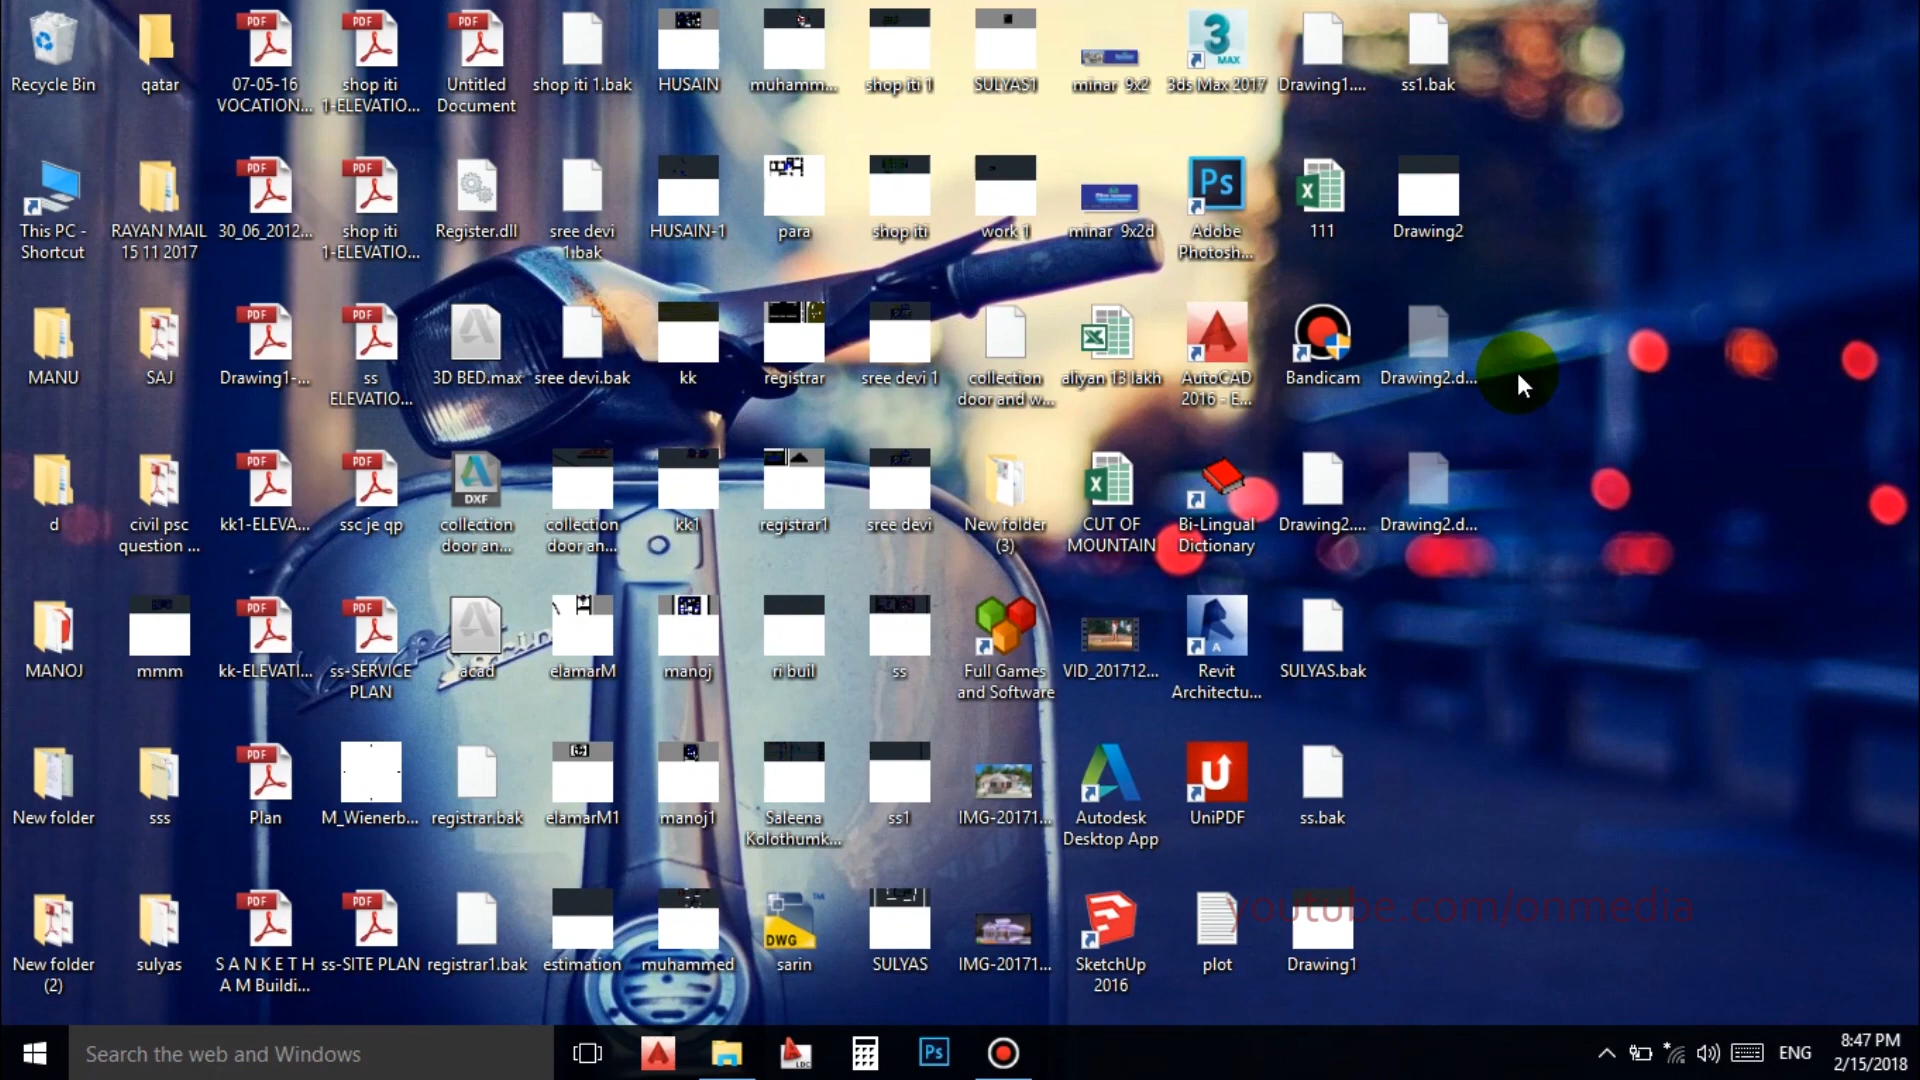 Recycle Bin
qatar
07-05-16
VOCATION...
shop iti
1-ELEVATIO...
Untitled
Document
shop iti 1.bak
HUSAIN
muhamm...
shop iti 1
SULYAS1
minar 9x2
3ds Max 2017
Drawing1....
ss1.bak
This PC -
Shortcut
RAYAN MAIL
15 11 2017
30_06_2012...
shop iti
1-ELEVATIO...
Register.dll
sree devi
1.bak
HUSAIN-1
para
shop iti
work 1
minar 9x2d
Adobe
Photosh...
111
Drawing2
MANU
SAJ
Drawing1-...
ss
ELEVATIO...
3D BED.max
sree devi.bak
kk
registrar
sree devi 1
collection
door and w...
aliyan 13 lakh
AutoCAD
2016 - E...
Bandicam
Drawing2.d...
d
civil psc
question ...
kk1-ELEVA...
ssc je qp
collection
door an...
collection
door an...
kk1
registrar1
sree devi
New folder
(3)
CUT OF
MOUNTAIN
Bi-Lingual
Dictionary
Drawing2....
Drawing2.d...
MANOJ
mmm
kk-ELEVATI...
ss-SERVICE
PLAN
acad
elamarM
manoj
ri buil
ss
Full Games
and Software
VID_201712...
Revit
Architectu...
SULYAS.bak
New folder
sss
Plan
M_Wienerb...
registrar.bak
elamarM1
manoj1
Saleena
Kolothumk...
ss1
IMG-20171...
Autodesk
Desktop App
UniPDF
ss.bak
youtube.com/onmedia
New folder
(2)
sulyas
S A N K E T H
A M Buildi...
ss-SITE PLAN
registrar1.bak
estimation
muhammed
sarin
SULYAS
IMG-20171...
SketchUp
2016
plot
Drawing1
Search the web and Windows
ENG
8:47 PM
2/15/2018